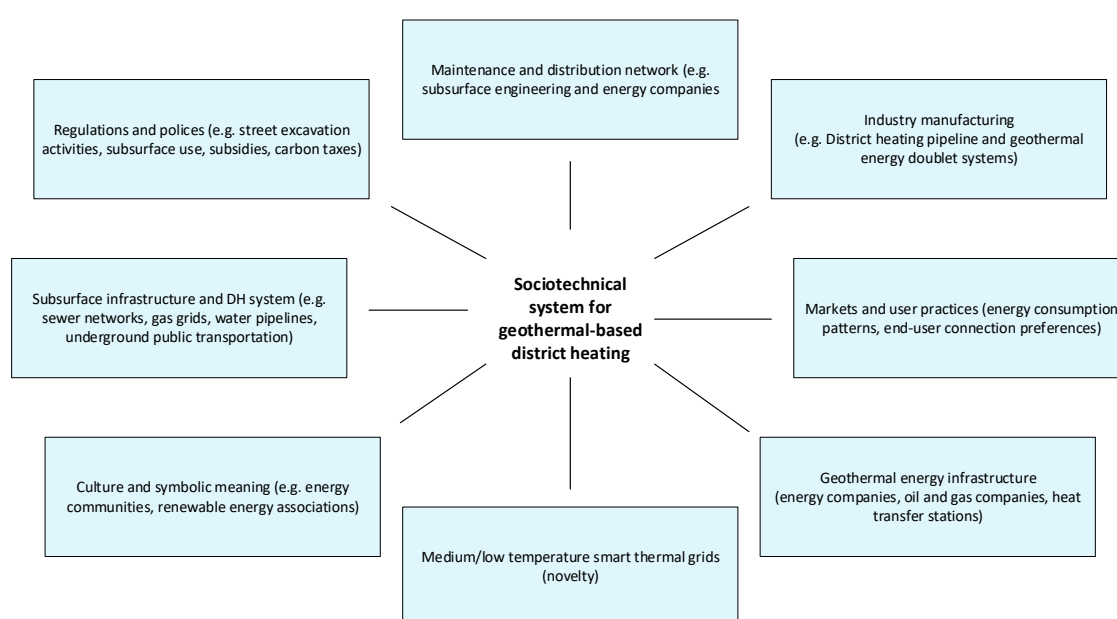 Maintenance and distribution network (e.g.
subsurface engineering and energy companies
Regulations and polices (e.g. street excavation
activities, subsurface use, subsidies, carbon taxes)
Industry manufacturing
(e.g. District heating pipeline and geothermal
energy doublet systems)
Subsurface infrastructure and DH system (e.g.
sewer networks, gas grids, water pipelines,
underground public transportation)
Sociotechnical
system for
geothermal-based
district heating
Markets and user practices (energy consumption
patterns, end-user connection preferences)
Culture and symbolic meaning (e.g. energy
communities, renewable energy associations)
Medium/low temperature smart thermal grids
(novelty)
Geothermal energy infrastructure
(energy companies, oil and gas companies, heat
transfer stations)